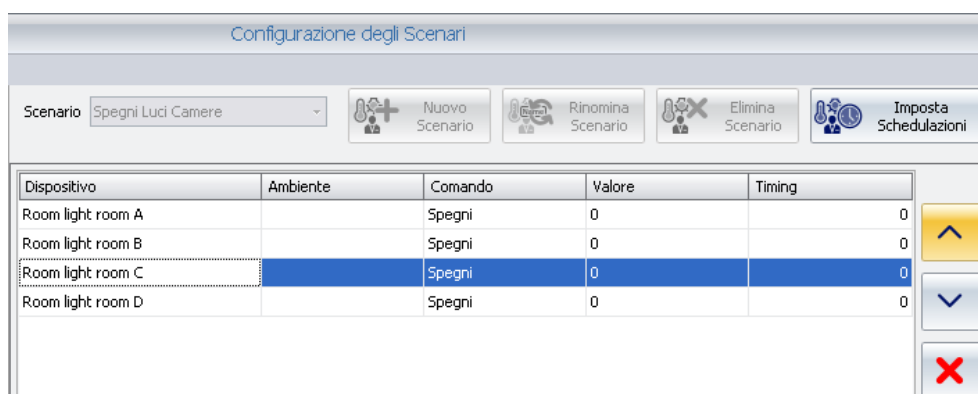 Configurazione degli Scenari
Scenario Spegni Luci Camere Nuovo Scenario Rinomina Scenario Elimina Scenario Imposta Schedulazioni
Dispositivo Ambiente Comando Valore Timing
Room light room A Spegni 0 0
Room light room B Spegni 0 0
Room light room C Spegni 0 0
Room light room D Spegni 0 0